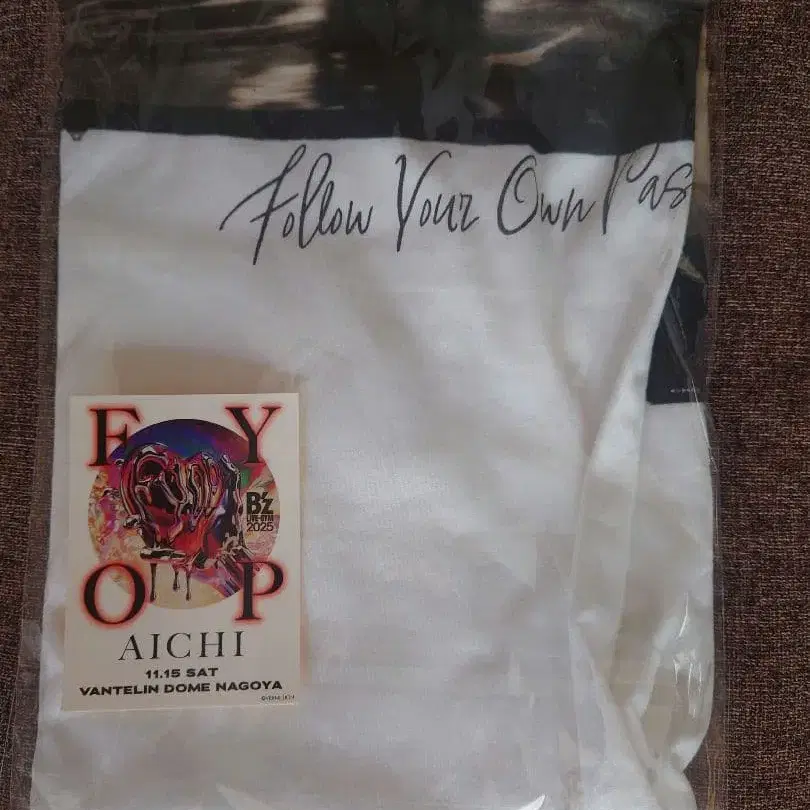 Follow Your Own Pas
F Y
B'z
LIVE-GYM
2025
O P
AICHI
11.15 SAT
VANTELIN DOME NAGOYA